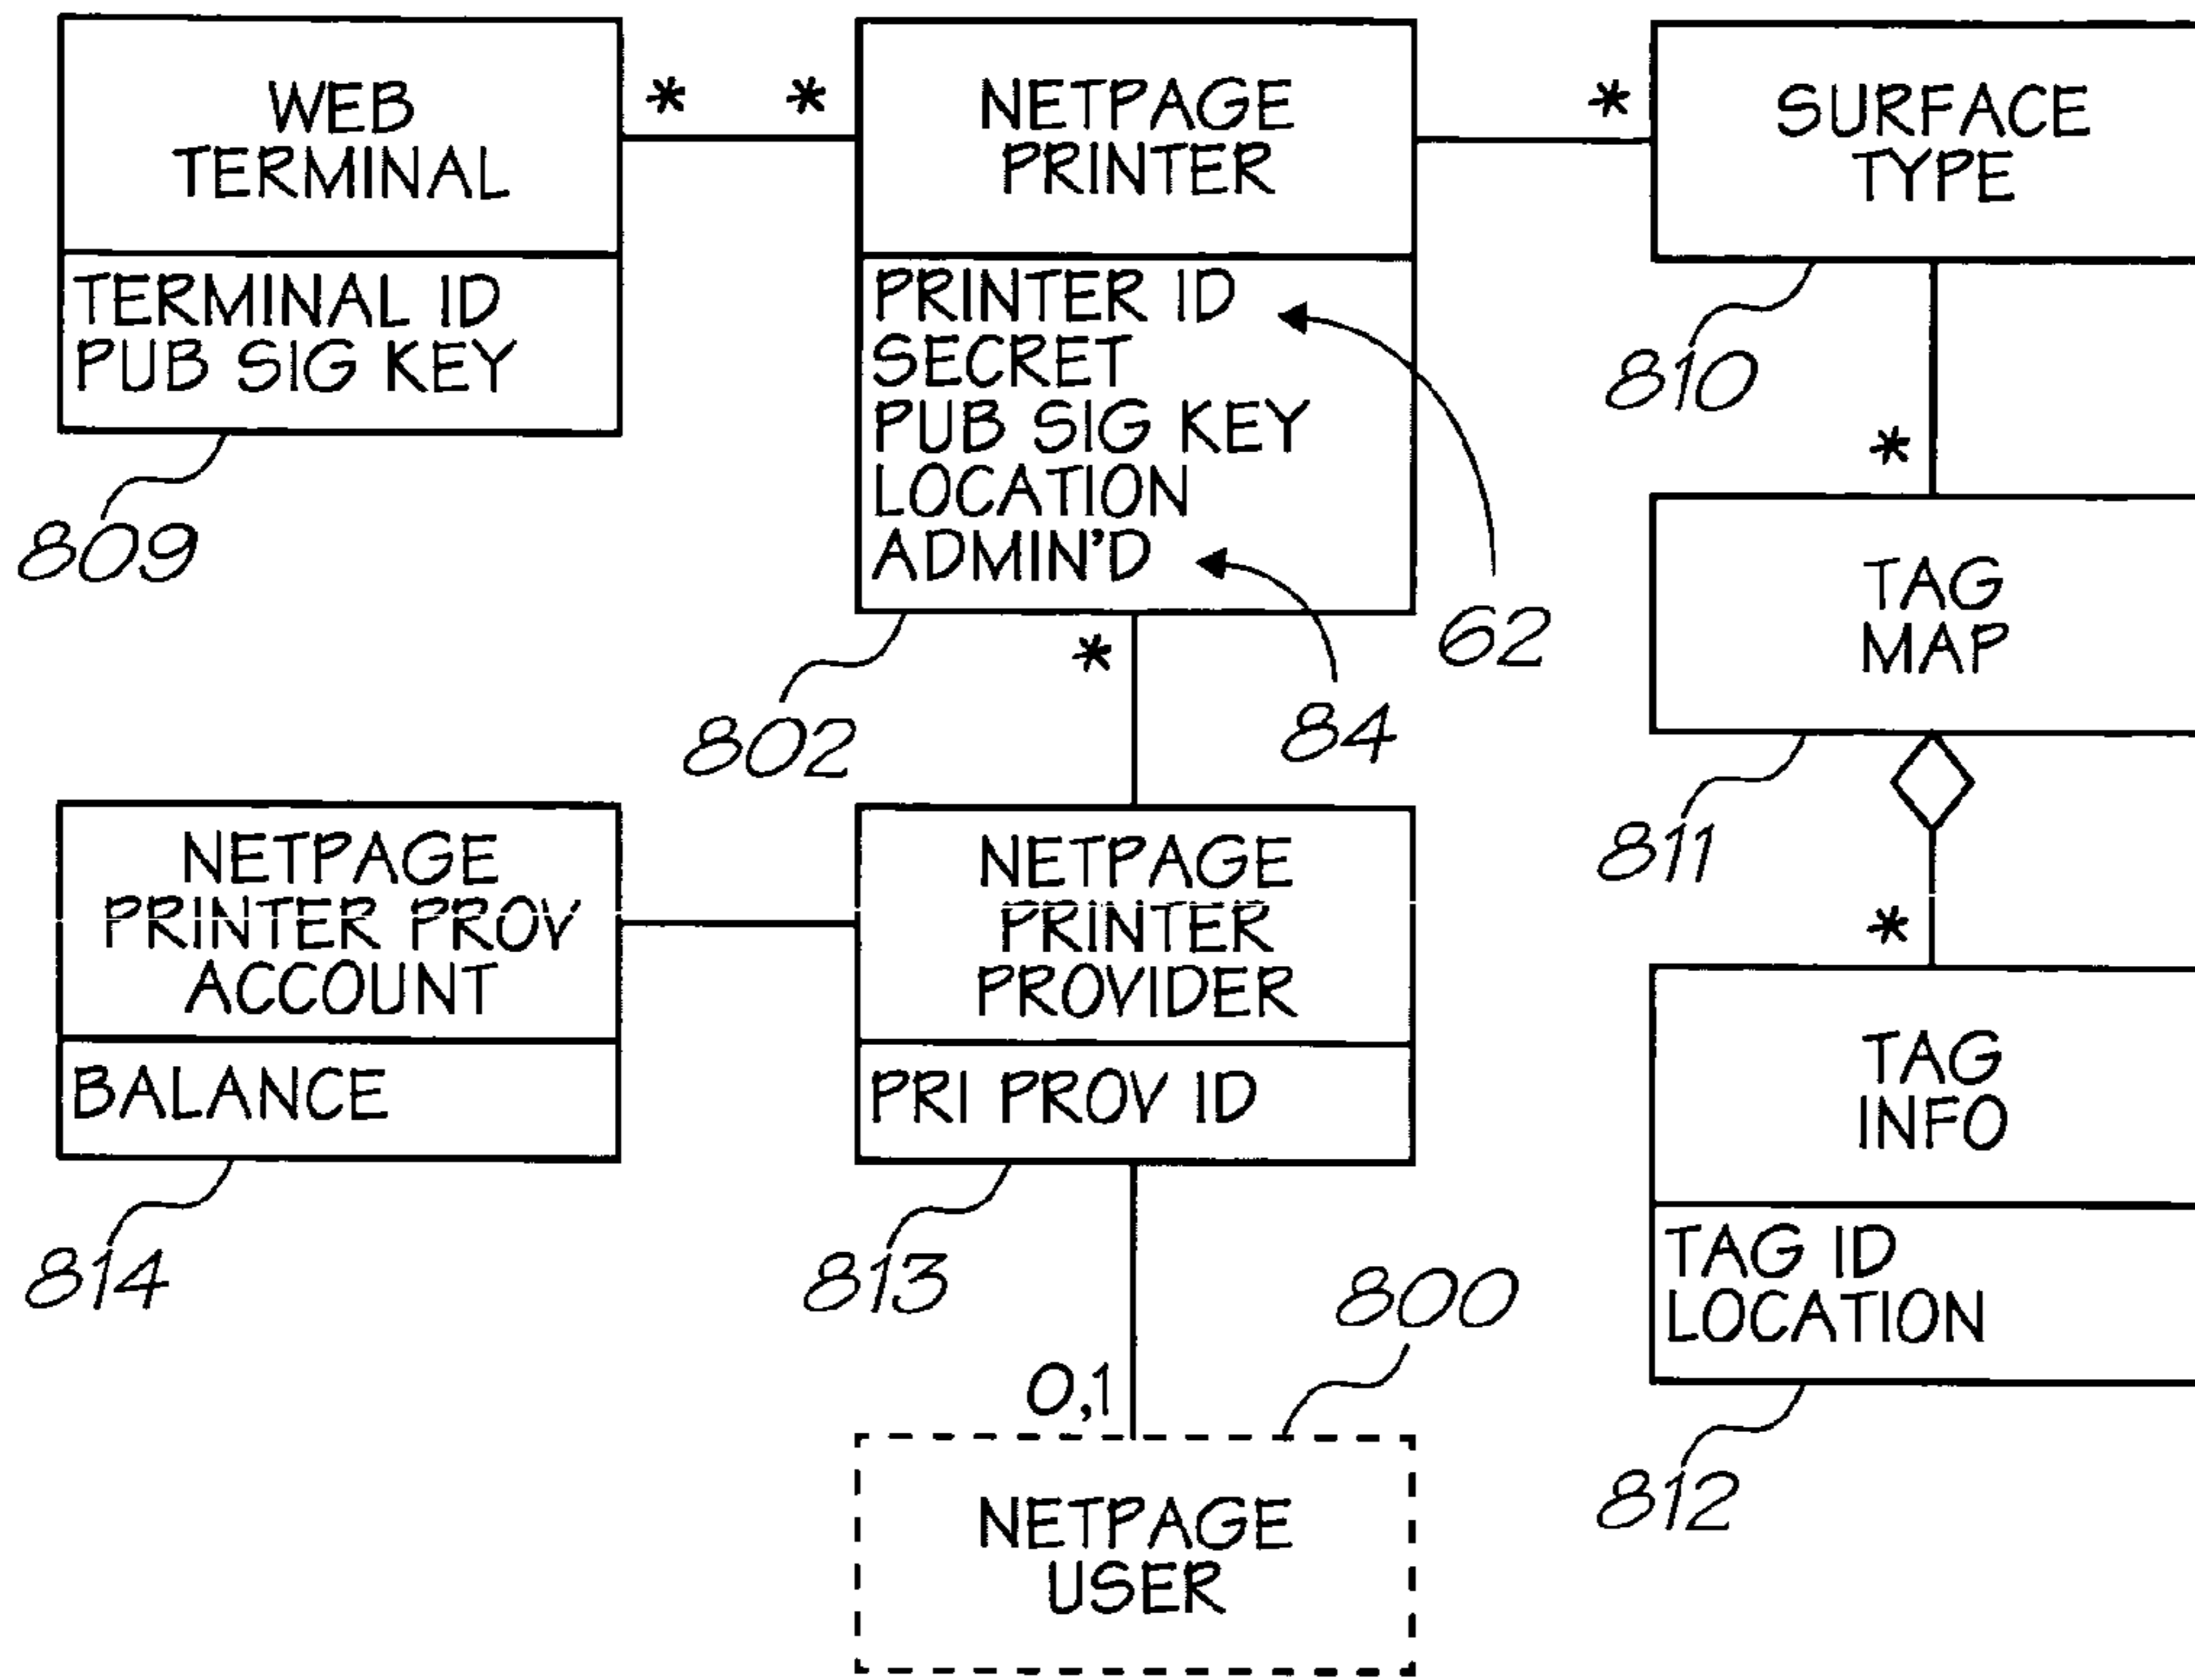 WEB
TERMINAL
TERMINAL ID
PUB SIG KEY
809
*
*
NETPAGE
PRINTER
PRINTER ID
SECRET
PUB SIG KEY
LOCATION
ADMIN'D
62
84
802
*
*
SURFACE
TYPE
810
*
TAG
MAP
811
*
TAG
INFO
TAG ID
LOCATION
812
NETPAGE
PRINTER PROV
ACCOUNT
BALANCE
814
NETPAGE
PRINTER
PROVIDER
PRI PROV ID
813
800
0,1
NETPAGE
USER